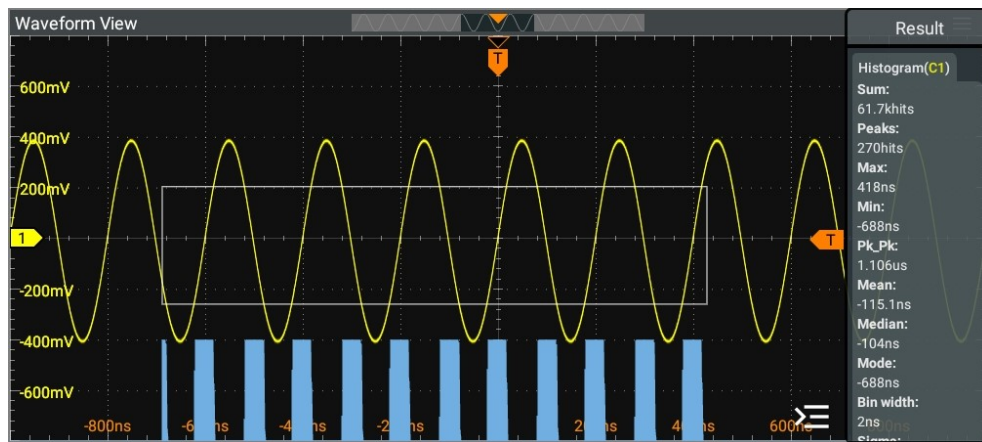 Waveform View
Result
T
Histogram(C1)
Sum:
61.7khits
Peaks:
270hits
Max:
418ns
Min:
-688ns
Pk_Pk:
1.106us
Mean:
-115.1ns
Median:
-104ns
Mode:
-688ns
Bin width:
2ns
600mV
400mV
200mV
1
T
-200mV
-400mV
-600mV
-800ns
600ns